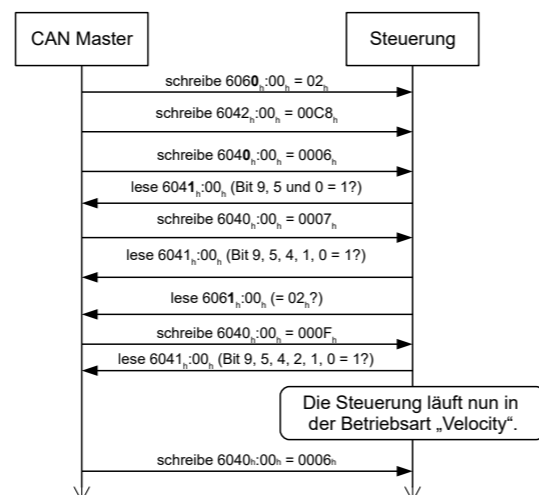 CAN Master
Steuerung
schreibe 6060h:00h = 02h
schreibe 6042h:00h = 00C8h
schreibe 6040h:00h = 0006h
lese 6041h:00h (Bit 9, 5 und 0 = 1?)
schreibe 6040h:00h = 0007h
lese 6041h:00h (Bit 9, 5, 4, 1, 0 = 1?)
lese 6061h:00h (= 02h?)
schreibe 6040h:00h = 000Fh
lese 6041h:00h (Bit 9, 5, 4, 2, 1, 0 = 1?)
Die Steuerung läuft nun in
der Betriebsart „Velocity“.
schreibe 6040h:00h = 0006h